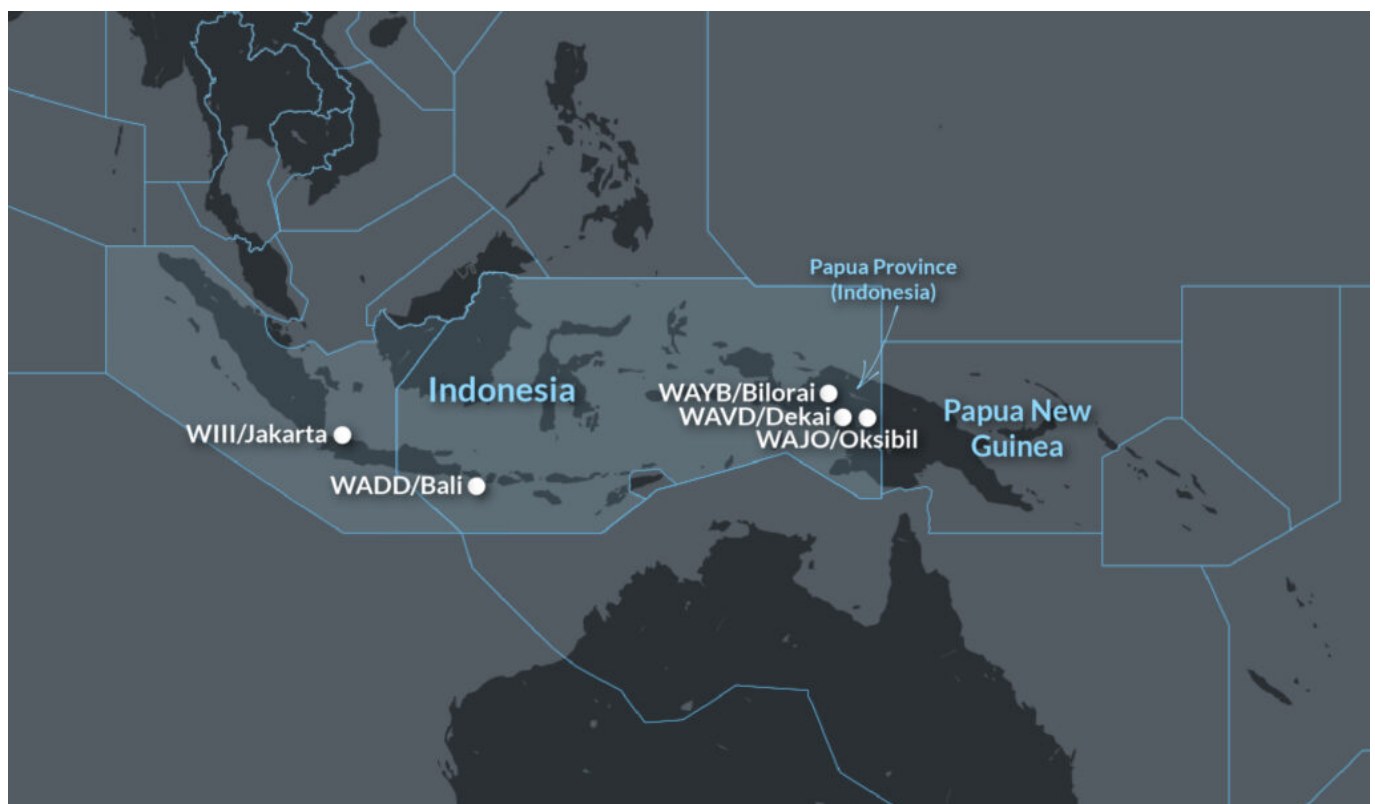 Papua Province
(Indonesia)
Indonesia
WAYB/Bilorai
WAVD/Dekai
WAJO/Oksibil
Papua New
Guinea
WIII/Jakarta
WADD/Bali